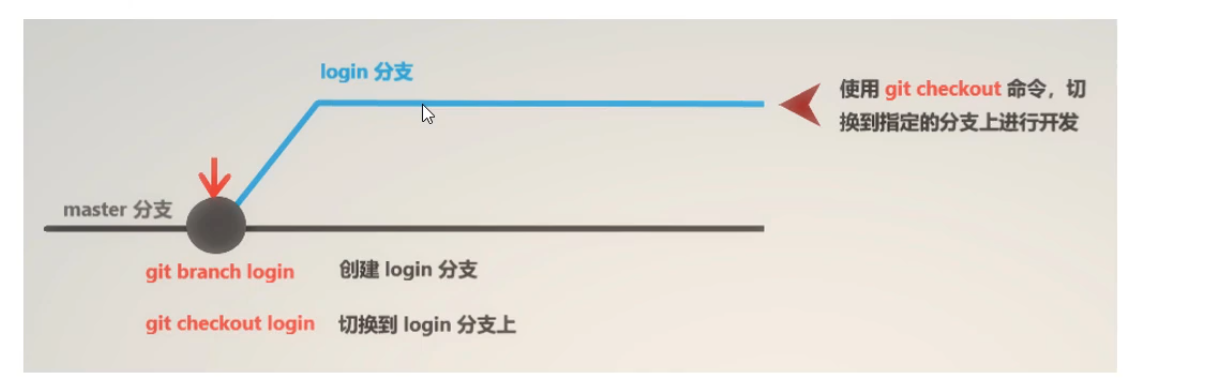 login 分支
使用 git checkout 命令，切
换到指定的分支上进行开发
master 分支
git branch login 创建 login 分支
git checkout login 切换到 login 分支上